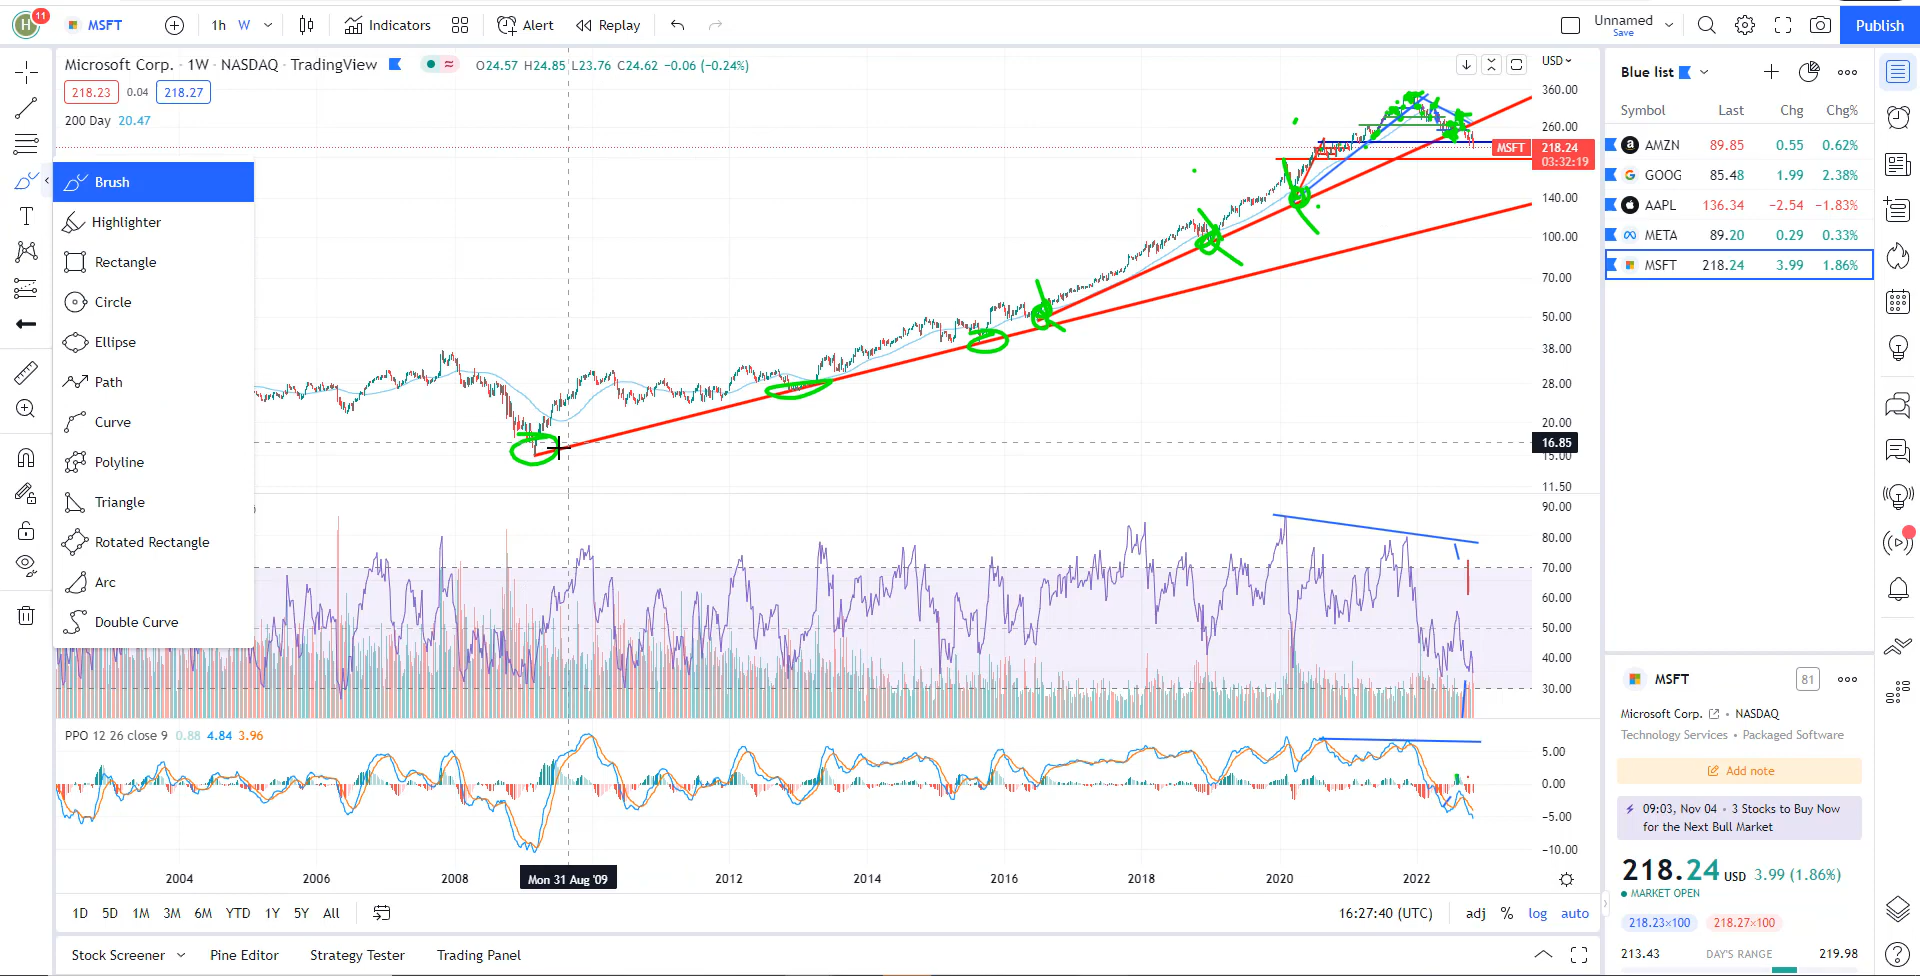 H 11 MSFT 1h W Indicators Alert Replay Unnamed Save Publish
Microsoft Corp. · 1W · NASDAQ · TradingView O24.57 H24.85 L23.76 C24.62 −0.06 (−0.24%)
218.23 0.04 218.27
200 Day 20.47
Brush
Highlighter
Rectangle
Circle
Ellipse
Path
Curve
Polyline
Triangle
Rotated Rectangle
Arc
Double Curve
USD
360.00
260.00
MSFT 218.24
03:32:19
140.00
100.00
70.00
50.00
38.00
28.00
20.00
16.85
15.00
11.50
90.00
80.00
70.00
60.00
50.00
40.00
30.00
PPO 12 26 close 9 0.88 4.84 3.96
5.00
0.00
−5.00
−10.00
2004 2006 2008 Mon 31 Aug '09 2012 2014 2016 2018 2020 2022
1D 5D 1M 3M 6M YTD 1Y 5Y All 16:27:40 (UTC) adj % log auto
Stock Screener Pine Editor Strategy Tester Trading Panel
Blue list
Symbol Last Chg Chg%
AMZN 89.85 0.55 0.62%
GOOG 85.48 1.99 2.38%
AAPL 136.34 −2.54 −1.83%
META 89.20 0.29 0.33%
MSFT 218.24 3.99 1.86%
MSFT 81
Microsoft Corp. • NASDAQ
Technology Services • Packaged Software
Add note
09:03, Nov 04 • 3 Stocks to Buy Now
for the Next Bull Market
218.24 USD 3.99 (1.86%)
MARKET OPEN
218.23×100 218.27×100
213.43 DAY'S RANGE 219.98